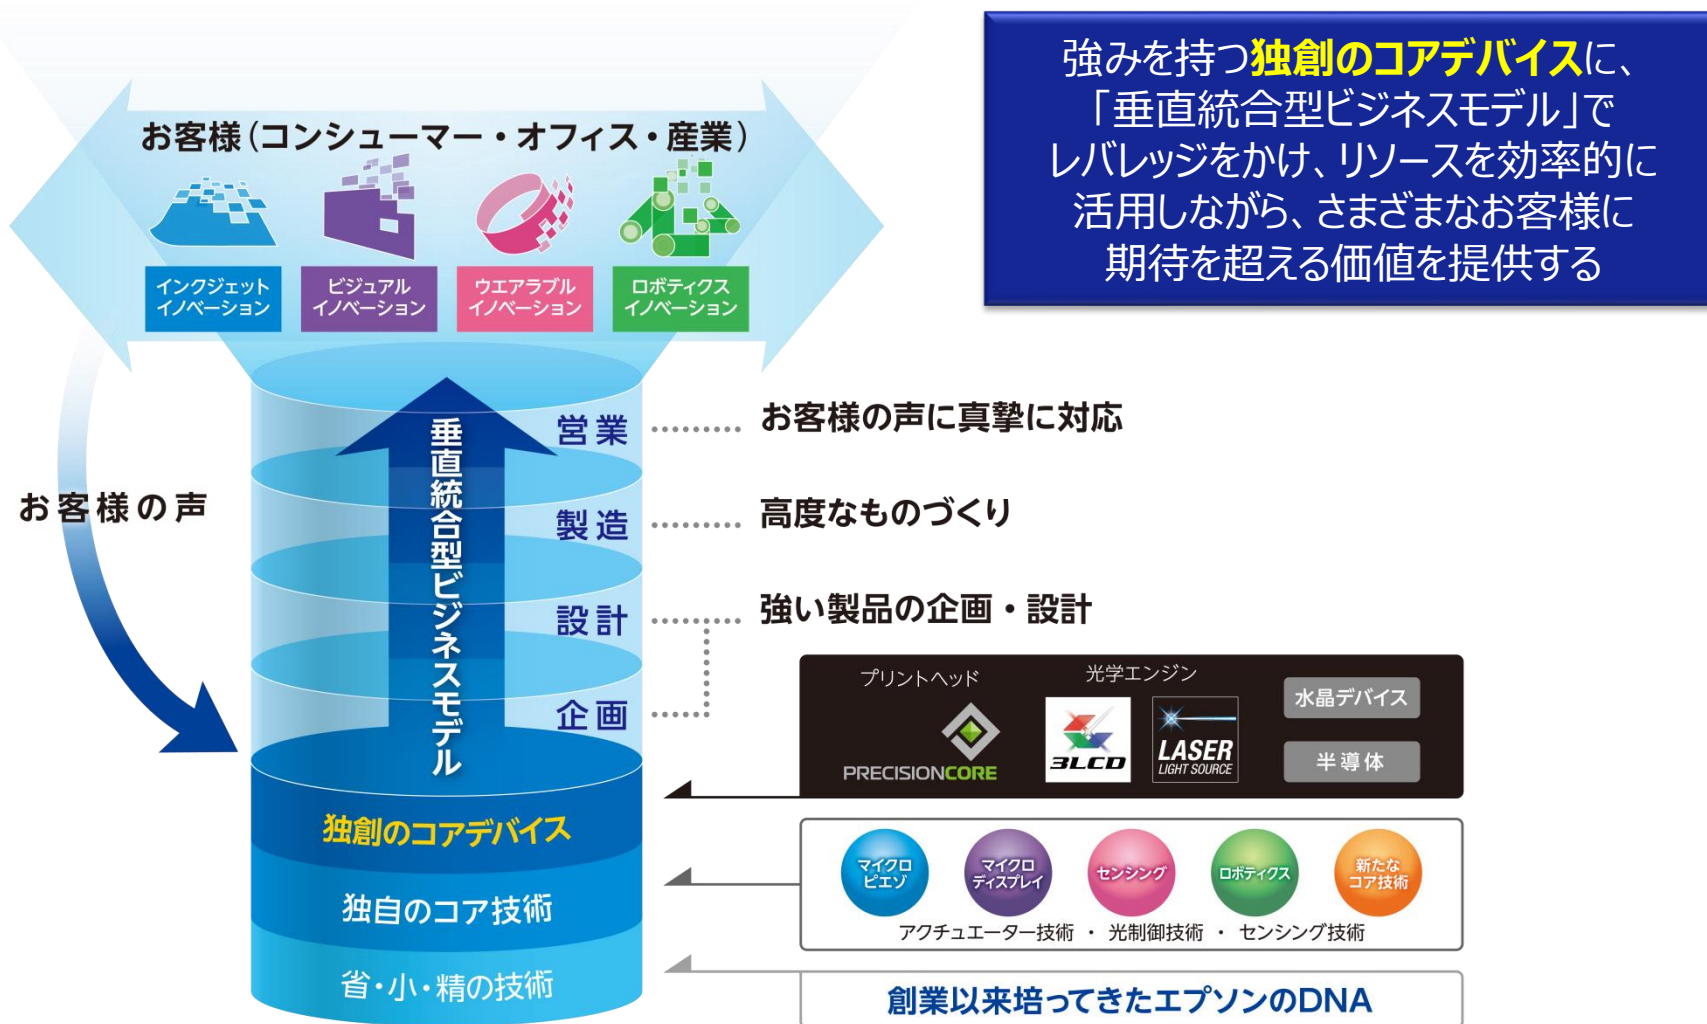 強みを持つ独創のコアデバイスに、
「垂直統合型ビジネスモデル」で
レバレッジをかけ、リソースを効率的に
活用しながら、さまざまなお客様に
期待を超える価値を提供する
お客様(コンシューマー・オフィス・産業)
インクジェット
イノベーション
ビジュアル
イノベーション
ウエアラブル
イノベーション
ロボティクス
イノベーション
お客様の声
垂直統合型ビジネスモデル
営業
お客様の声に真摯に対応
製造
高度なものづくり
設計
強い製品の企画・設計
企画
独創のコアデバイス
プリントヘッド
PRECISIONCORE
光学エンジン
3LCD
LASER
LIGHT SOURCE
水晶デバイス
半導体
独自のコア技術
マイクロ
ピエゾ
マイクロ
ディスプレイ
センシング
ロボティクス
新たな
コア技術
アクチュエーター技術 ・ 光制御技術 ・ センシング技術
省・小・精の技術
創業以来培ってきたエプソンのDNA